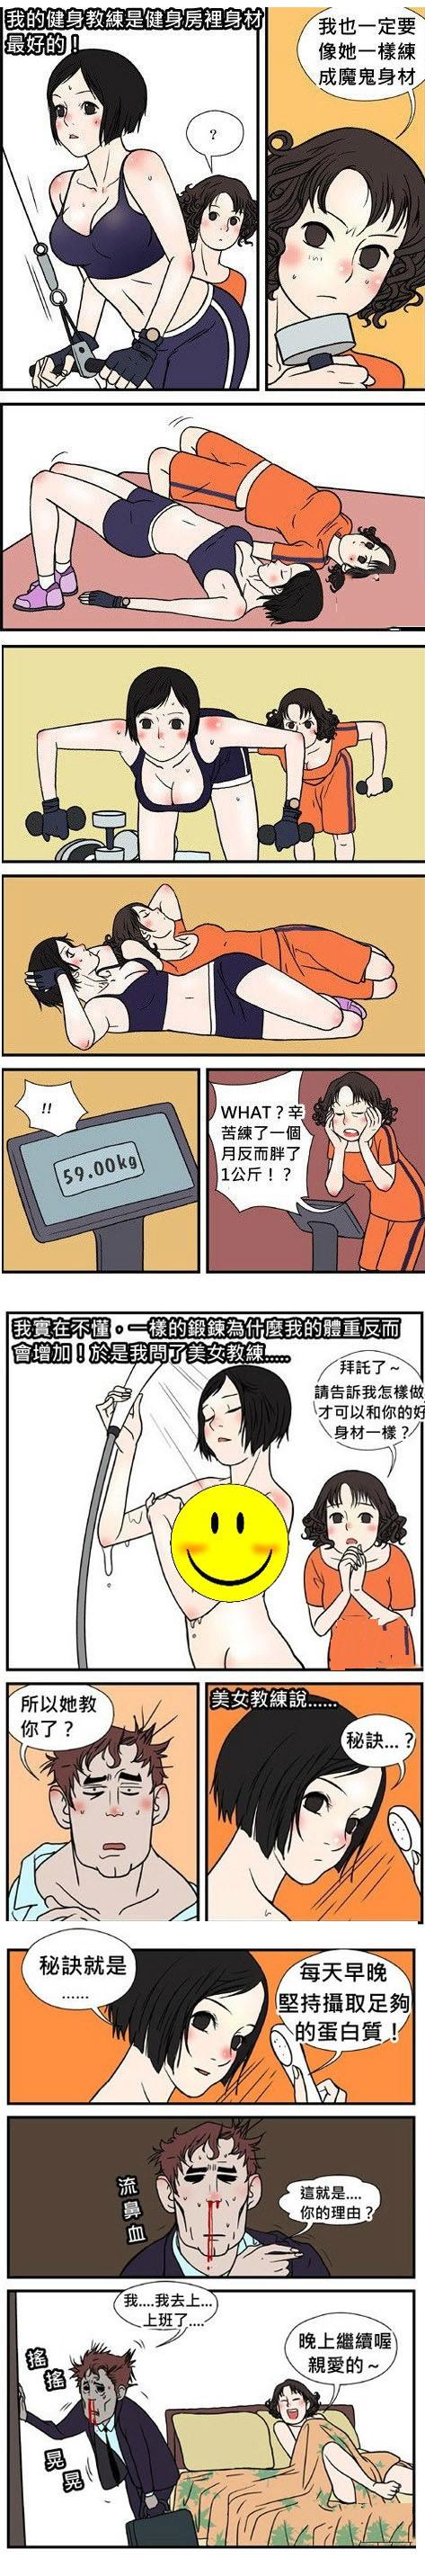 我的健身教練是健身房裡身材
最好的！
？
我也一定要
像她一樣練
成魔鬼身材
!!
59.00kg
WHAT？辛
苦練了一個
月反而胖了
1公斤！？
我實在不懂，一樣的鍛鍊為什麼我的體重反而
會增加！於是我問了美女教練.....
拜託了~
請告訴我怎樣做
才可以和你的好
身材一樣？
所以她教
你了？
美女教練說......
秘訣...？
秘訣就是
......
每天早晚
堅持攝取足夠
的蛋白質！
流鼻血
這就是....
你的理由？
我....我去上...
上班了....
搖搖
晃晃
晚上繼續喔
親愛的~